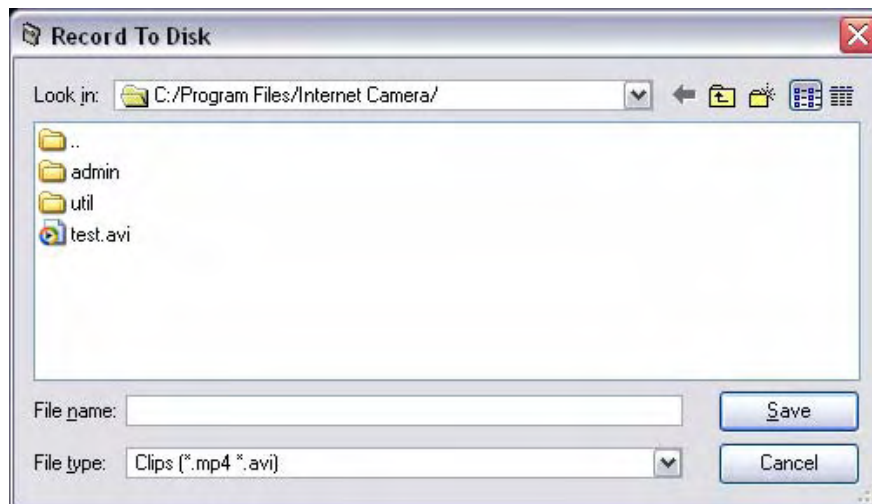 Record To Disk
Look in: C:/Program Files/Internet Camera/
..
admin
util
test.avi
File name: Save
File type: Clips (*.mp4 *.avi) Cancel